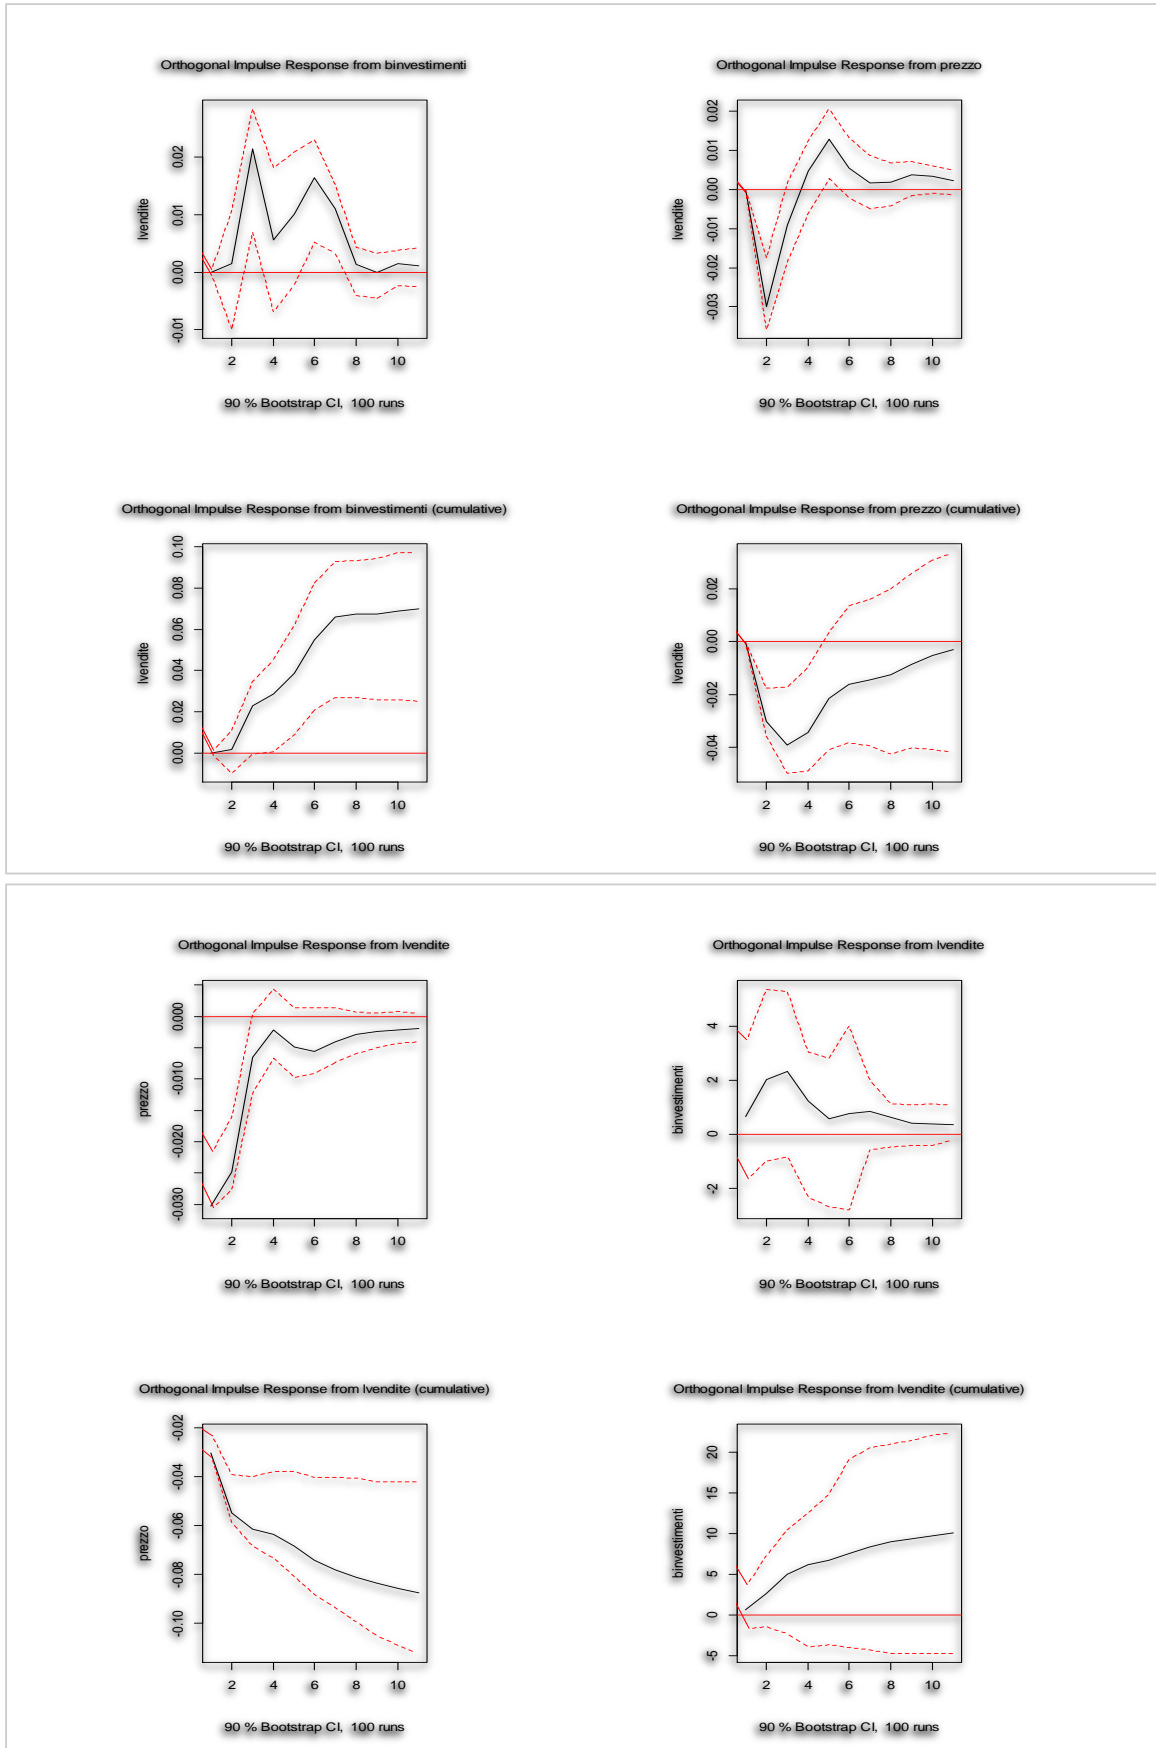 Orthogonal Impulse Response from binvestimenti
lvendite
0.02
0.01
0.00
-0.01
2 4 6 8 10
90 % Bootstrap CI, 100 runs
Orthogonal Impulse Response from prezzo
lvendite
0.02
0.01
0.00
-0.01
-0.02
-0.03
2 4 6 8 10
90 % Bootstrap CI, 100 runs
Orthogonal Impulse Response from binvestimenti (cumulative)
lvendite
0.10
0.08
0.06
0.04
0.02
0.00
2 4 6 8 10
90 % Bootstrap CI, 100 runs
Orthogonal Impulse Response from prezzo (cumulative)
lvendite
0.02
0.00
-0.02
-0.04
2 4 6 8 10
90 % Bootstrap CI, 100 runs
Orthogonal Impulse Response from lvendite
prezzo
0.000
-0.010
-0.020
-0.030
2 4 6 8 10
90 % Bootstrap CI, 100 runs
Orthogonal Impulse Response from lvendite
binvestimenti
4
2
0
-2
2 4 6 8 10
90 % Bootstrap CI, 100 runs
Orthogonal Impulse Response from lvendite (cumulative)
prezzo
-0.02
-0.04
-0.06
-0.08
-0.10
2 4 6 8 10
90 % Bootstrap CI, 100 runs
Orthogonal Impulse Response from lvendite (cumulative)
binvestimenti
20
15
10
5
0
-5
2 4 6 8 10
90 % Bootstrap CI, 100 runs